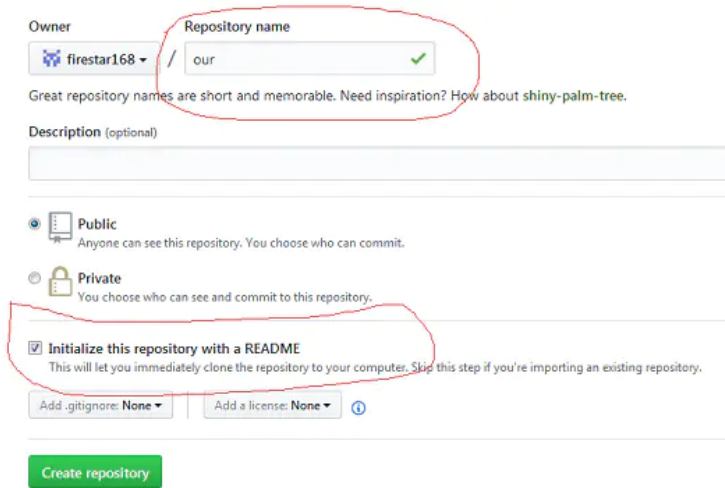 Owner
Repository name
firestar168 / our
Great repository names are short and memorable. Need inspiration? How about shiny-palm-tree.
Description (optional)
Public
Anyone can see this repository. You choose who can commit.
Private
You choose who can see and commit to this repository.
Initialize this repository with a README
This will let you immediately clone the repository to your computer. Skip this step if you're importing an existing repository.
Add .gitignore: None
Add a license: None
Create repository